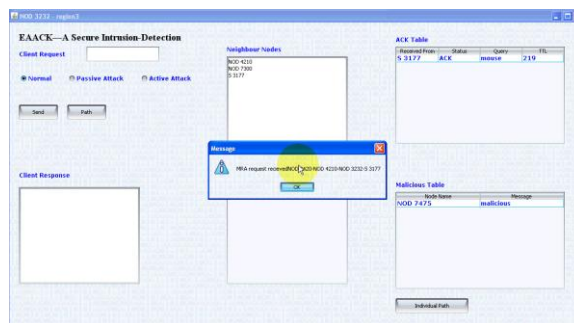 NOD 3232 - region3
EAACK—A Secure Intrusion-Detection
Client Request
Normal
Passive Attack
Active Attack
Send
Path
Client Response
Neighbour Nodes
NOD 4210
NOD 7300
S 3177
Message
MRA request recieved NOD 4210-NOD 3232-S 3177
OK
ACK Table
Received From Status Query TTL
S 3177 ACK mouse 219
Malicious Table
Node Name Message
NOD 7475 malicious
Individual Path